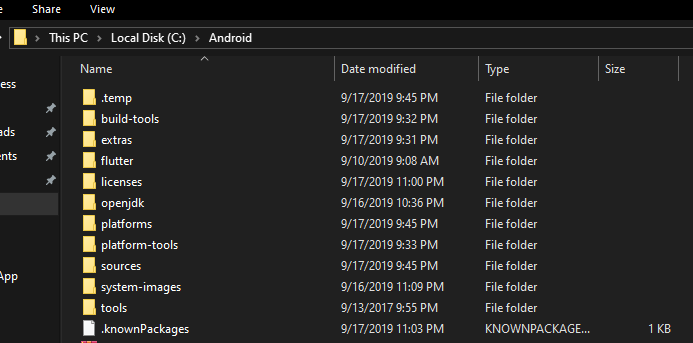 Share View
This PC > Local Disk (C:) > Android
Name Date modified Type Size
.temp 9/17/2019 9:45 PM File folder
build-tools 9/17/2019 9:32 PM File folder
extras 9/17/2019 9:31 PM File folder
flutter 9/10/2019 9:08 AM File folder
licenses 9/17/2019 11:00 PM File folder
openjdk 9/16/2019 10:36 PM File folder
platforms 9/17/2019 9:45 PM File folder
platform-tools 9/17/2019 9:33 PM File folder
sources 9/17/2019 9:45 PM File folder
system-images 9/16/2019 11:09 PM File folder
tools 9/13/2017 9:55 PM File folder
.knownPackages 9/17/2019 11:03 PM KNOWNPACKAGE... 1 KB
ess
ads
ents
App